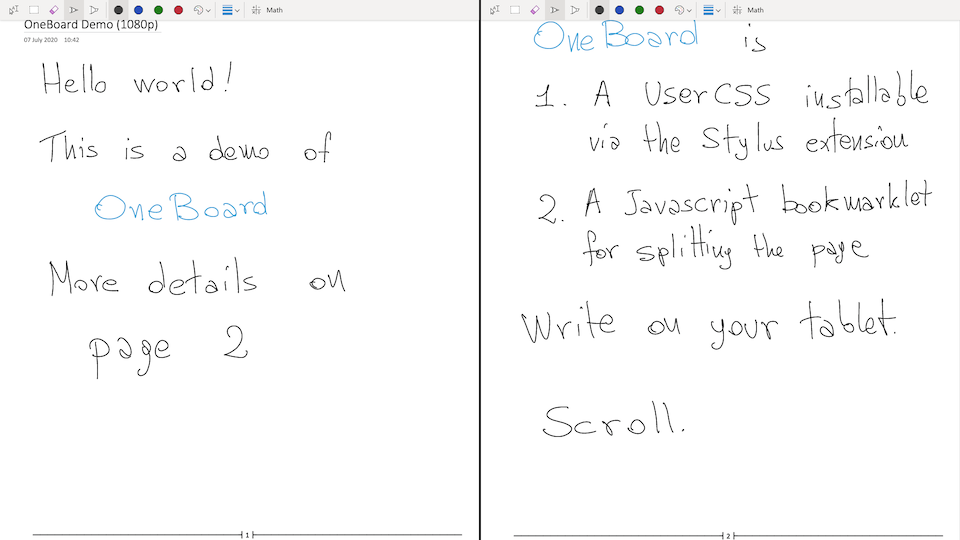 Math
OneBoard Demo (1080p)
07 July 2020 10:42
Hello world!
This is a demo of
OneBoard
More details on
page 2
1
Math
OneBoard is
1. A UserCSS installable
via the Stylus extension
2. A Javascript bookmarklet
for splitting the page
Write on your tablet.
Scroll.
2